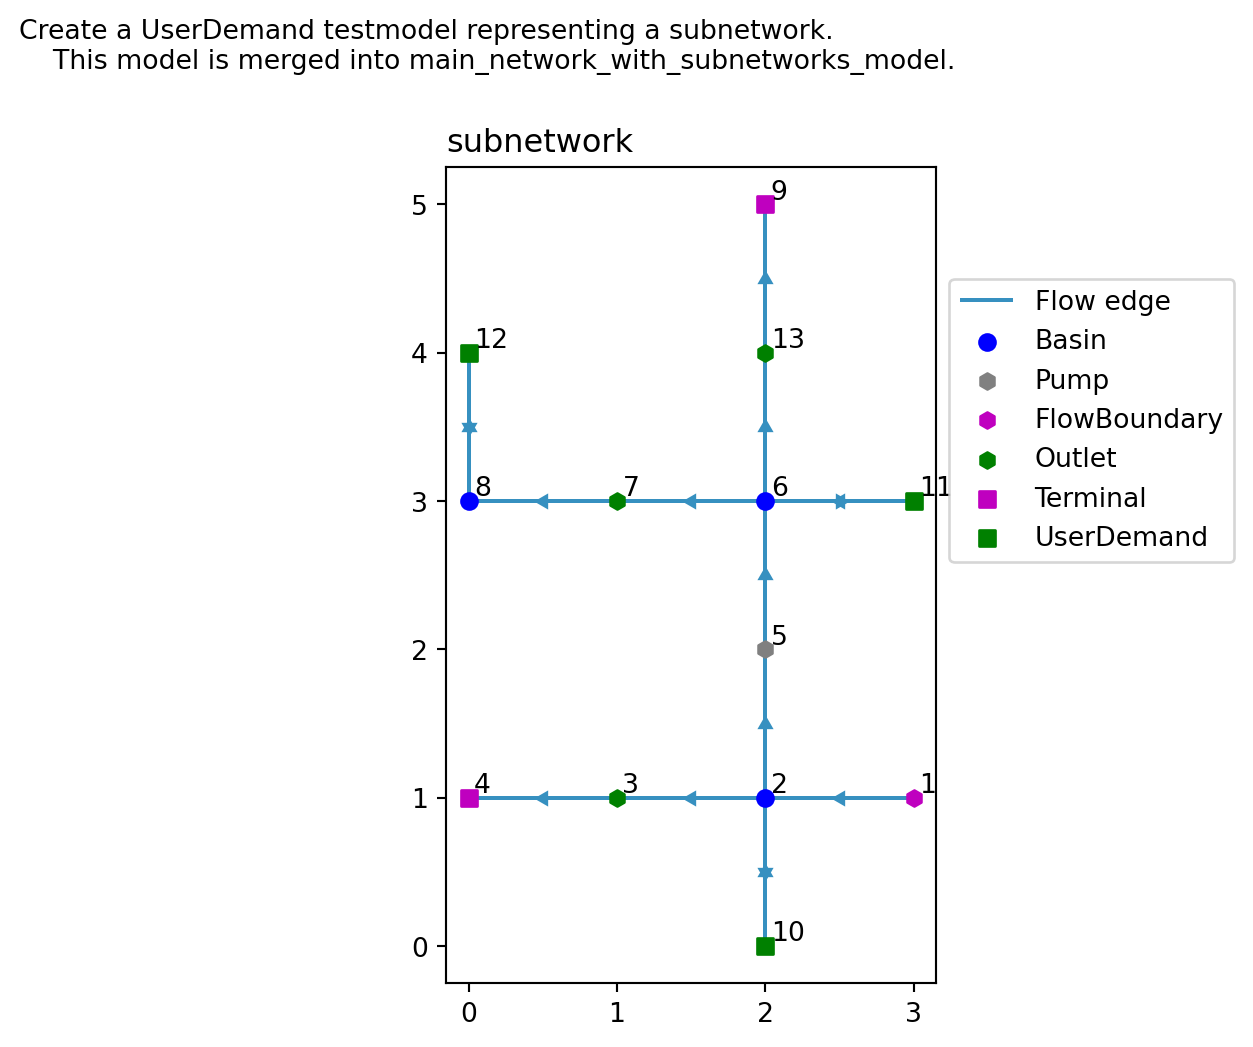 Create a UserDemand testmodel representing a subnetwork.
This model is merged into main_network_with_subnetworks_model.
subnetwork
5
9
12
4
13
8
3
7
6
11
2
5
4
1
3
2
1
0
10
0
1
2
3
Flow edge
Basin
Pump
FlowBoundary
Outlet
Terminal
UserDemand